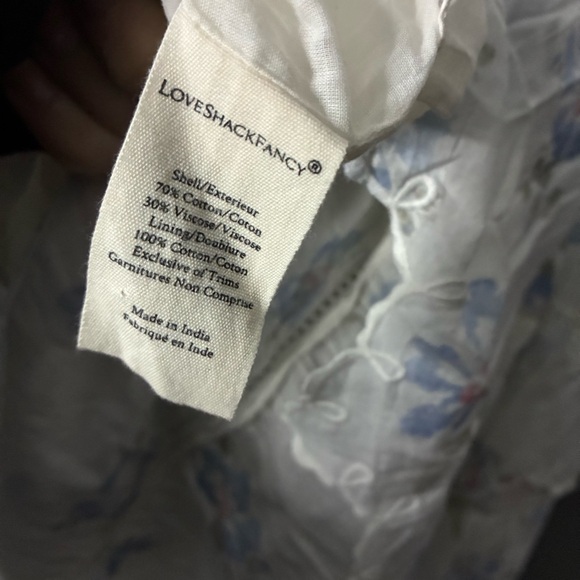 LoveShackFancy®
Shell/Exterieur
70% Cotton/Coton
30% Viscose/Viscose
Lining/Doublure
100% Cotton/Coton
Exclusive of Trims
Garnitures Non Comprise
Made in India
Fabriqué en Inde